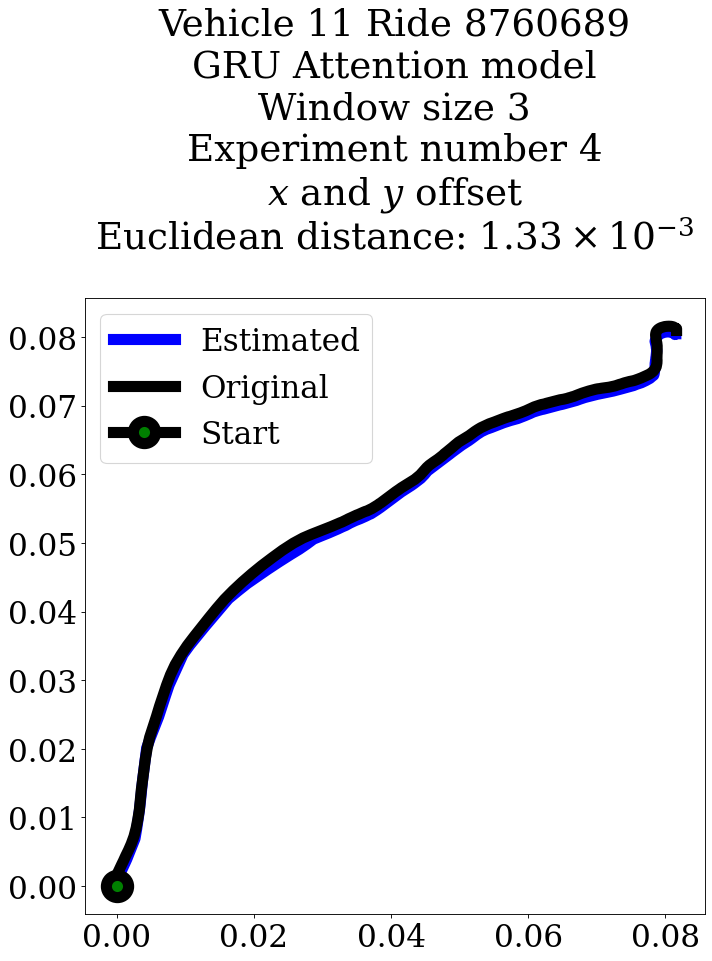 Vehicle 11 Ride 8760689
GRU Attention model
Window size 3
Experiment number 4
x and y offset
Euclidean distance: 1.33 × 10⁻³
Estimated
Original
Start
0.08
0.07
0.06
0.05
0.04
0.03
0.02
0.01
0.00
0.00 0.02 0.04 0.06 0.08